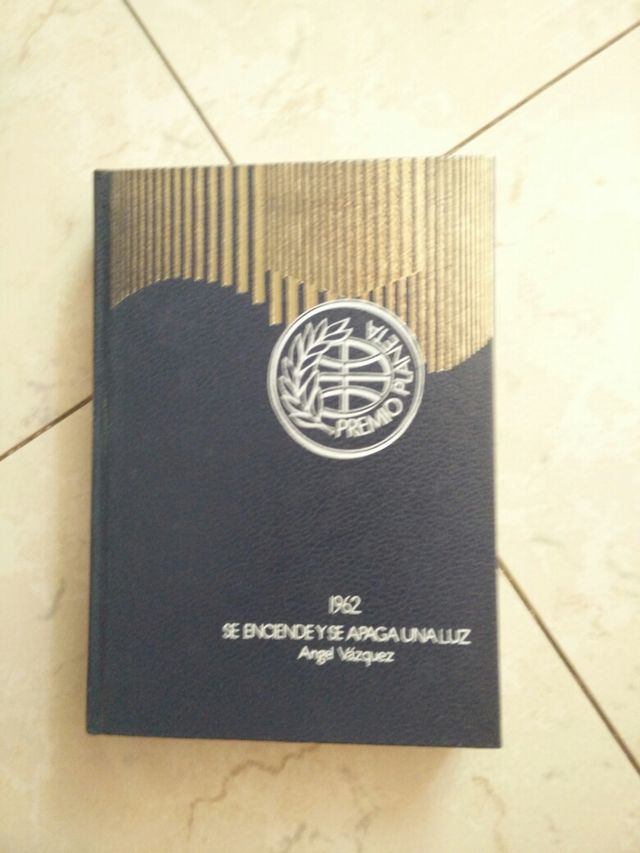 PREMIO PLANETA
1962
SE ENCIENDE Y SE APAGA UNA LUZ
Angel Vázquez